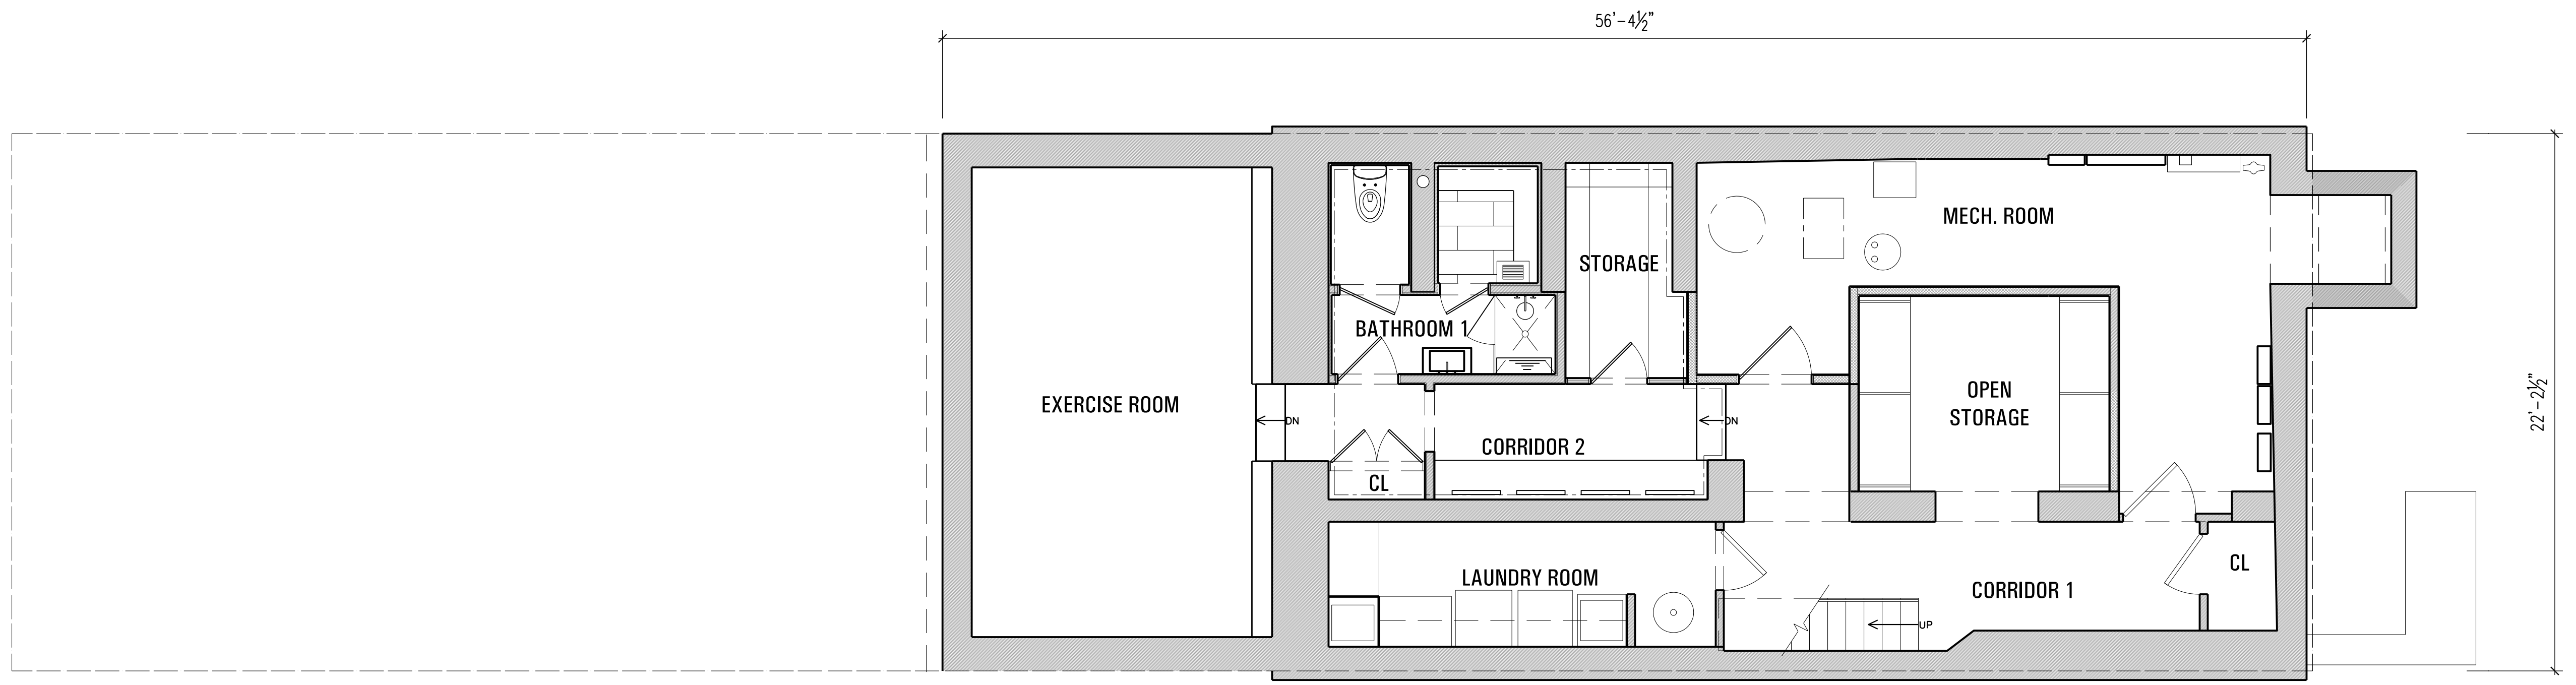 56'-4½"
MECH. ROOM
STORAGE
BATHROOM 1
OPEN
STORAGE
EXERCISE ROOM
DN
DN
CORRIDOR 2
CL
22'-2½"
CL
LAUNDRY ROOM
CORRIDOR 1
UP